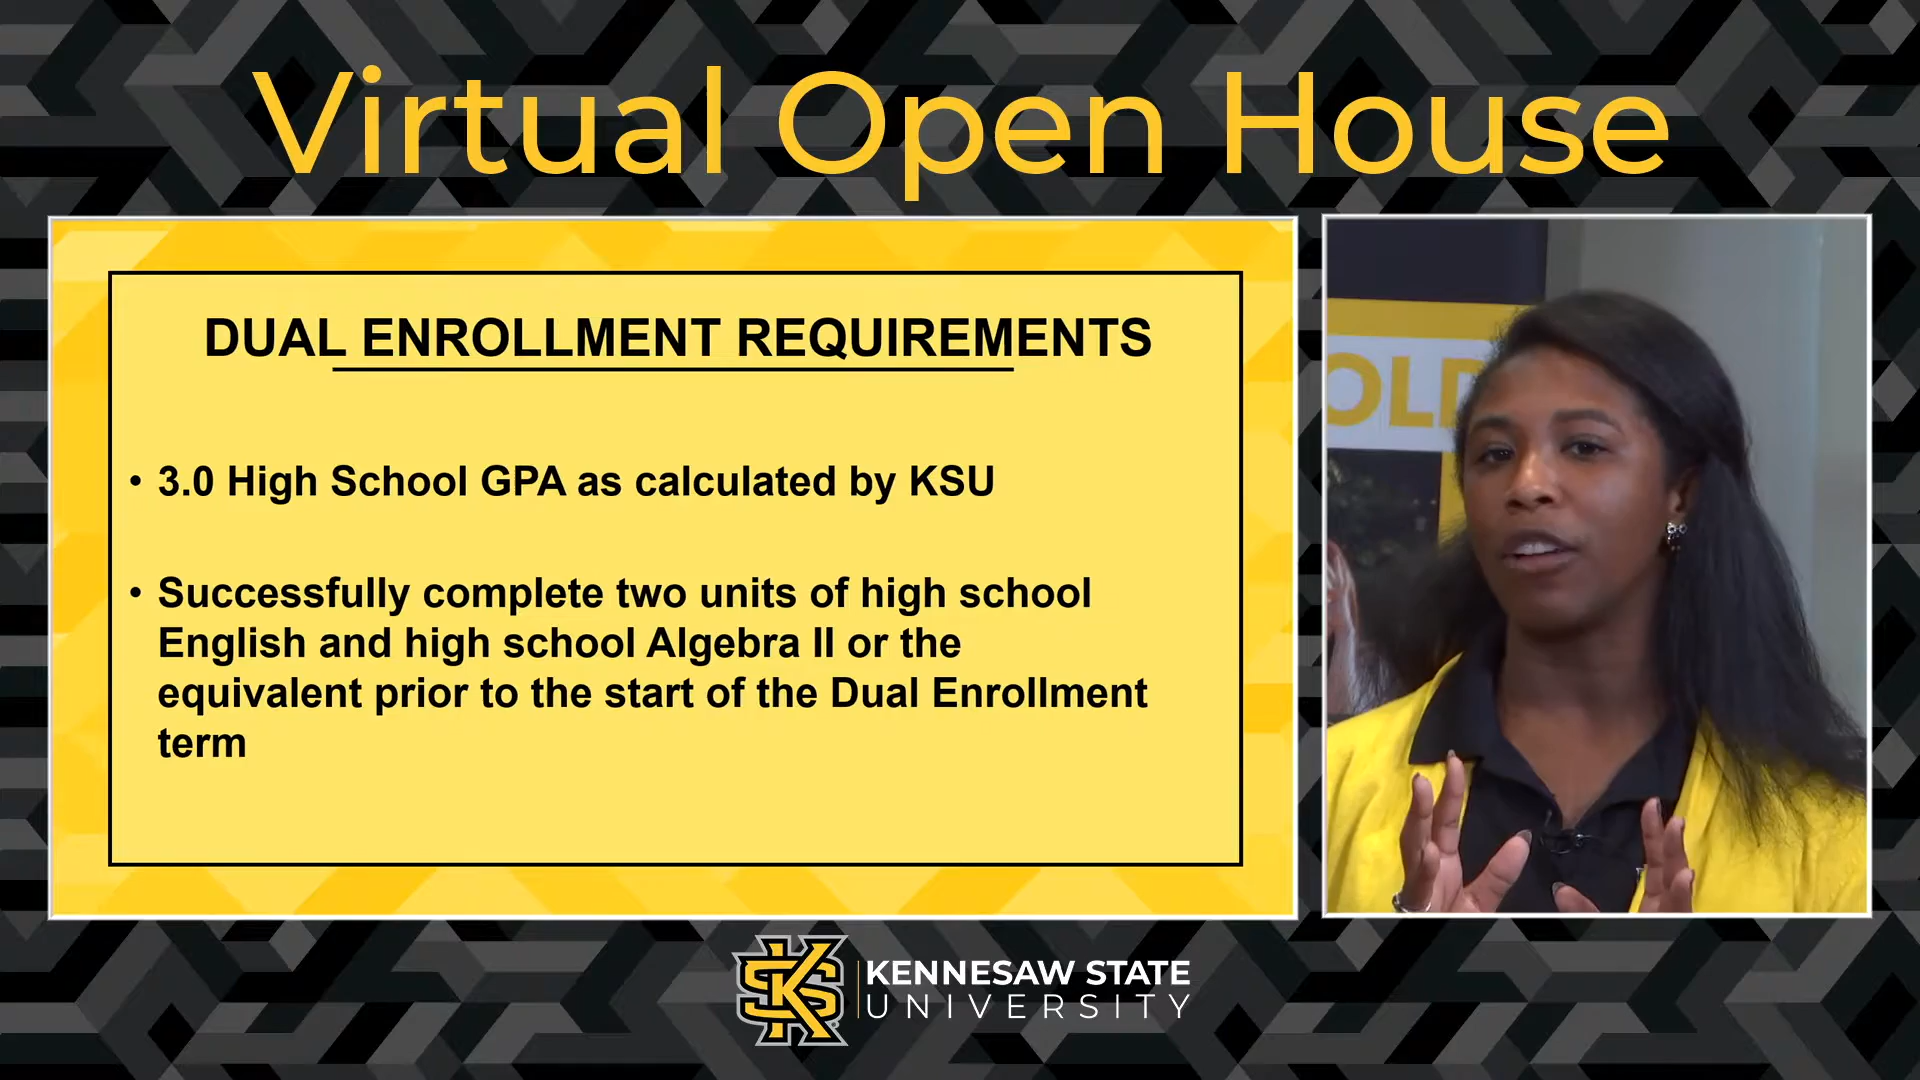 Virtual Open House
DUAL ENROLLMENT REQUIREMENTS
• 3.0 High School GPA as calculated by KSU
• Successfully complete two units of high school
English and high school Algebra II or the
equivalent prior to the start of the Dual Enrollment
term
OLD
KS
KENNESAW STATE
UNIVERSITY